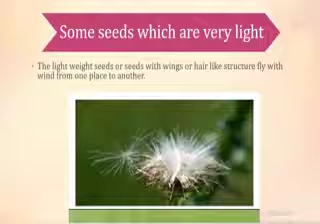 Some seeds which are very light
• The light weight seeds or seeds with wings or hair like structure fly with
wind from one place to another.